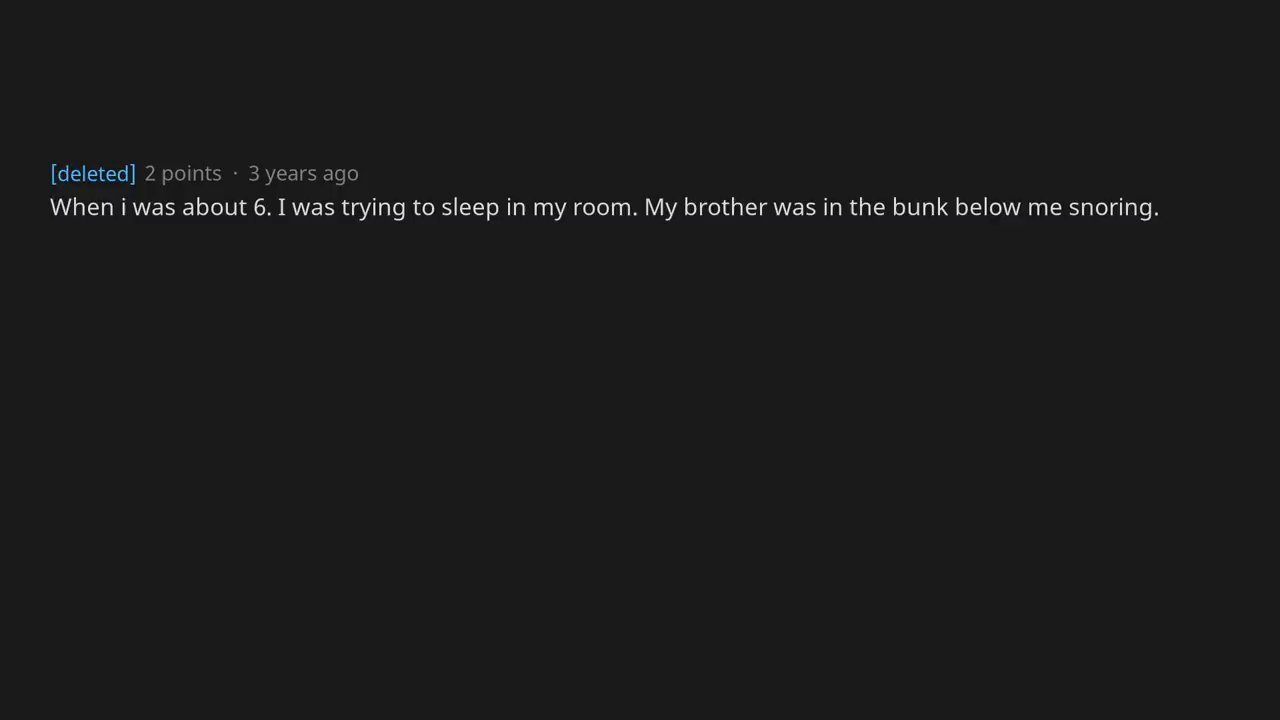 [deleted] 2 points · 3 years ago
When i was about 6. I was trying to sleep in my room. My brother was in the bunk below me snoring.